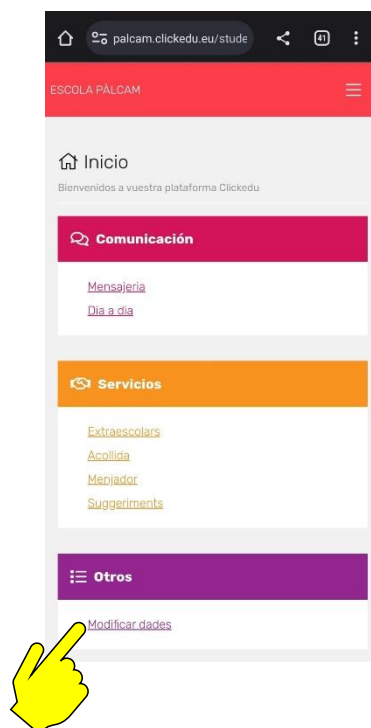 palcam.clickedu.eu/stude
41
ESCOLA PÀLCAM
Inicio
Bienvenidos a vuestra plataforma Clickedu
Comunicación
Mensajeria
Dia a dia
Servicios
Extraescolars
Acollida
Menjador
Suggeriments
Otros
Modificar dades